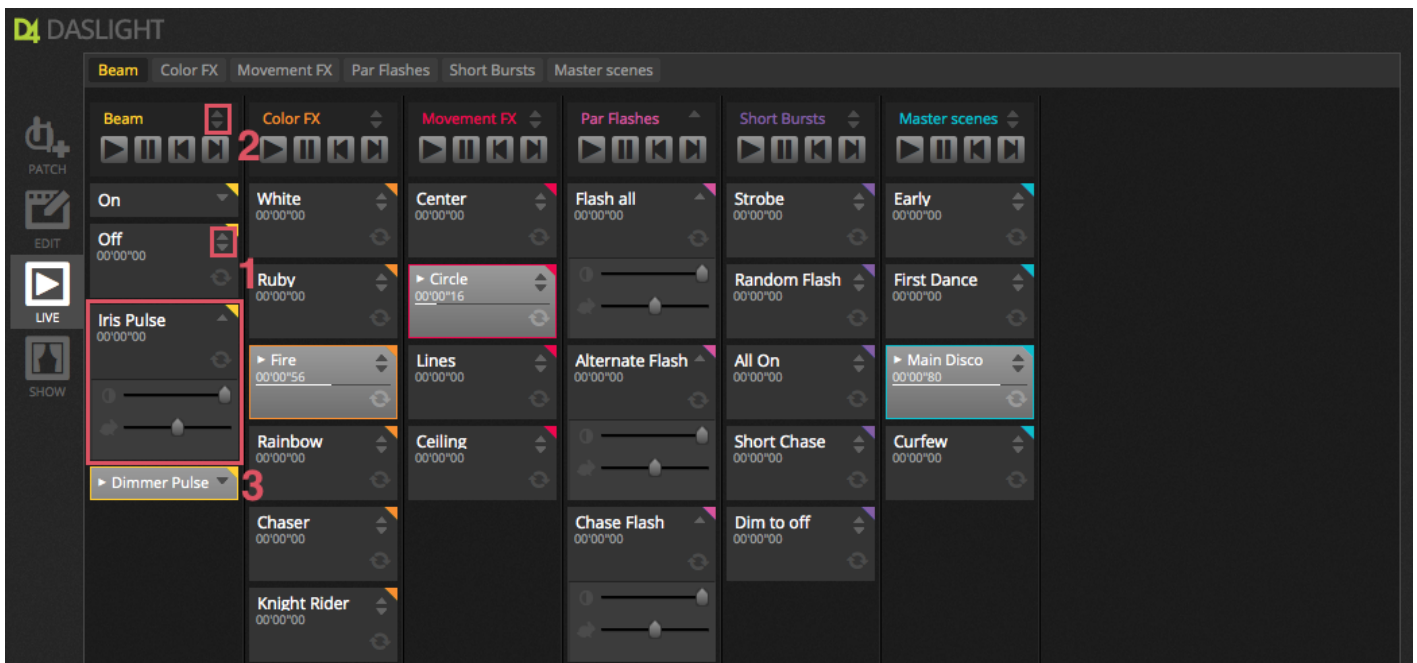 D4 DASLIGHT
Beam Color FX Movement FX Par Flashes Short Bursts Master scenes
PATCH
EDIT
LIVE
SHOW
Beam
2
On
Off
00'00"00
1
Iris Pulse
00'00"00
Dimmer Pulse
3
Color FX
White
00'00"00
Ruby
00'00"00
Fire
00'00"56
Rainbow
00'00"00
Chaser
00'00"00
Knight Rider
00'00"00
Movement FX
Center
00'00"00
Circle
00'00"16
Lines
00'00"00
Ceiling
00'00"00
Par Flashes
Flash all
00'00"00
Alternate Flash
00'00"00
Chase Flash
00'00"00
Short Bursts
Strobe
00'00"00
Random Flash
00'00"00
All On
00'00"00
Short Chase
00'00"00
Dim to off
00'00"00
Master scenes
Early
00'00"00
First Dance
00'00"00
Main Disco
00'00"80
Curfew
00'00"00